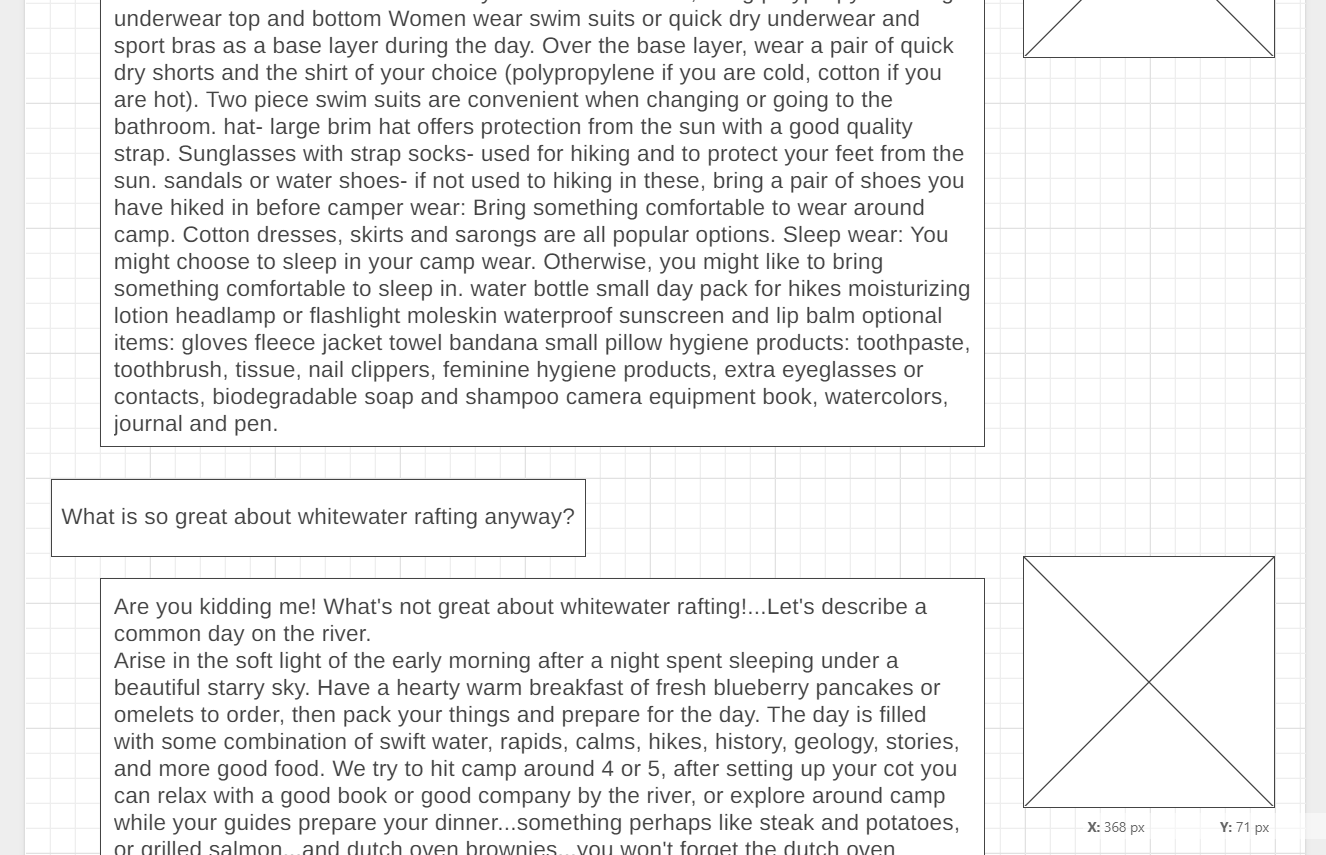 underwear top and bottom Women wear swim suits or quick dry underwear and
sport bras as a base layer during the day. Over the base layer, wear a pair of quick
dry shorts and the shirt of your choice (polypropylene if you are cold, cotton if you
are hot). Two piece swim suits are convenient when changing or going to the
bathroom. hat- large brim hat offers protection from the sun with a good quality
strap. Sunglasses with strap socks- used for hiking and to protect your feet from the
sun. sandals or water shoes- if not used to hiking in these, bring a pair of shoes you
have hiked in before camper wear: Bring something comfortable to wear around
camp. Cotton dresses, skirts and sarongs are all popular options. Sleep wear: You
might choose to sleep in your camp wear. Otherwise, you might like to bring
something comfortable to sleep in. water bottle small day pack for hikes moisturizing
lotion headlamp or flashlight moleskin waterproof sunscreen and lip balm optional
items: gloves fleece jacket towel bandana small pillow hygiene products: toothpaste,
toothbrush, tissue, nail clippers, feminine hygiene products, extra eyeglasses or
contacts, biodegradable soap and shampoo camera equipment book, watercolors,
journal and pen.
What is so great about whitewater rafting anyway?
Are you kidding me! What's not great about whitewater rafting!...Let's describe a
common day on the river.
Arise in the soft light of the early morning after a night spent sleeping under a
beautiful starry sky. Have a hearty warm breakfast of fresh blueberry pancakes or
omelets to order, then pack your things and prepare for the day. The day is filled
with some combination of swift water, rapids, calms, hikes, history, geology, stories,
and more good food. We try to hit camp around 4 or 5, after setting up your cot you
can relax with a good book or good company by the river, or explore around camp
while your guides prepare your dinner...something perhaps like steak and potatoes,
or grilled salmon...and dutch oven brownies...you won't forget the dutch oven
X: 368 px Y: 71 px